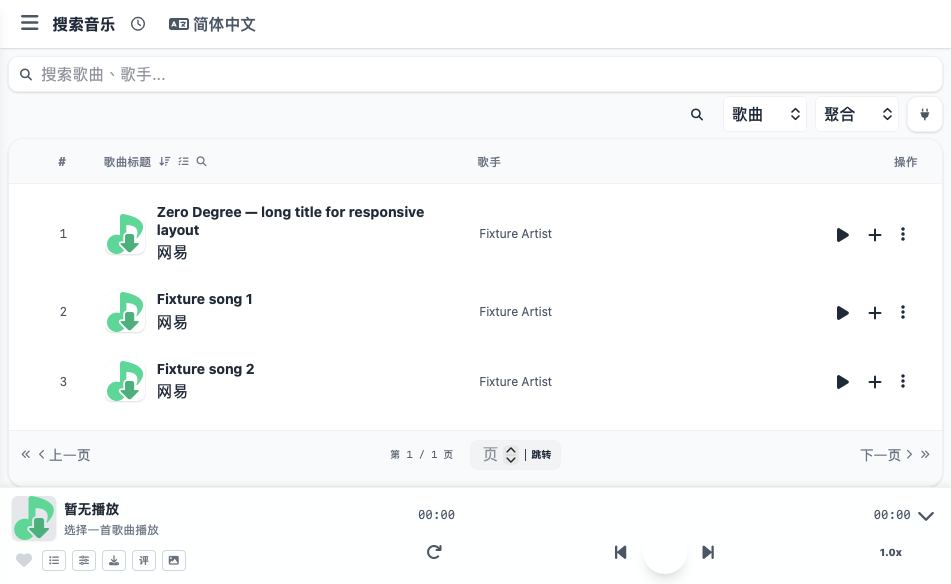 搜索音乐 简体中文
搜索歌曲、歌手...
歌曲 聚合
# 歌曲标题 歌手 操作
1 Zero Degree — long title for responsive layout 网易 Fixture Artist
2 Fixture song 1 网易 Fixture Artist
3 Fixture song 2 网易 Fixture Artist
« ‹ 上一页 第 1 / 1 页 页 | 跳转 下一页 › »
暂无播放 00:00 00:00
选择一首歌曲播放
评 1.0x